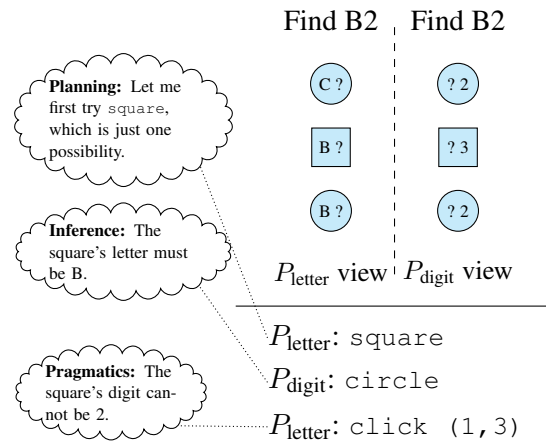 Find B2 Find B2
Planning: Let me
first try square,
which is just one
possibility.
C ? ? 2
B ? ? 3
B ? ? 2
Inference: The
square's letter must
be B.
P_letter view P_digit view
P_letter: square
P_digit: circle
Pragmatics: The
square's digit can-
not be 2.
P_letter: click (1,3)